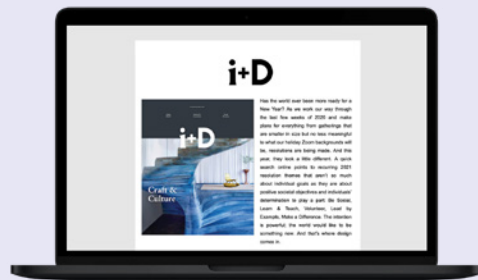 i+D
i+D
Craft &
Culture
Has the world ever been more ready for a
New Year? As we work our way through
the last few weeks of 2020 and make
plans for everything from gatherings that
are smaller in size but no less meaningful
to what our holiday Zoom backgrounds will
be, resolutions are being made. And this
year, they look a little different. A quick
search online points to recurring 2021
resolution themes that aren't so much
about individual goals as they are about
positive societal objectives and individuals'
determination to play a part: Be Social,
Learn & Teach, Volunteer, Lead by
Example, Make a Difference. The intention
is powerful; the world would like to be
something new. And that's where design
comes in.